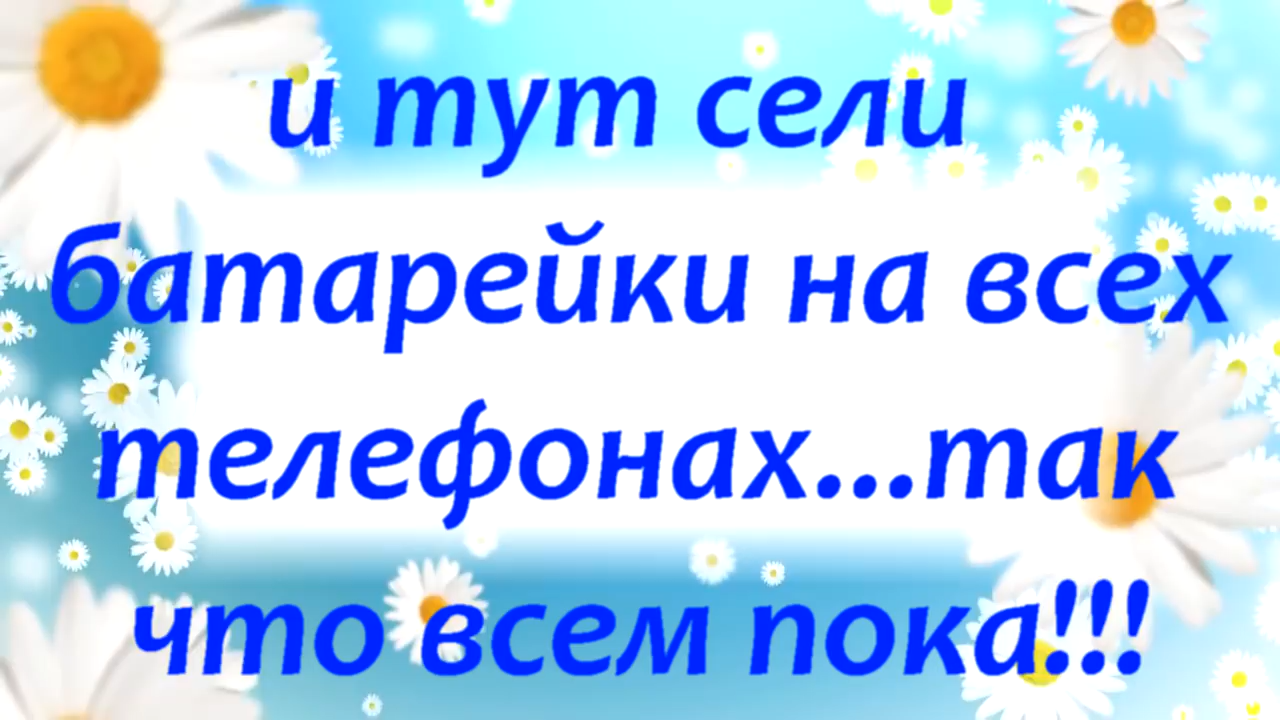 и тут сели
батарейки на всех
телефонах...так
что всем пока!!!